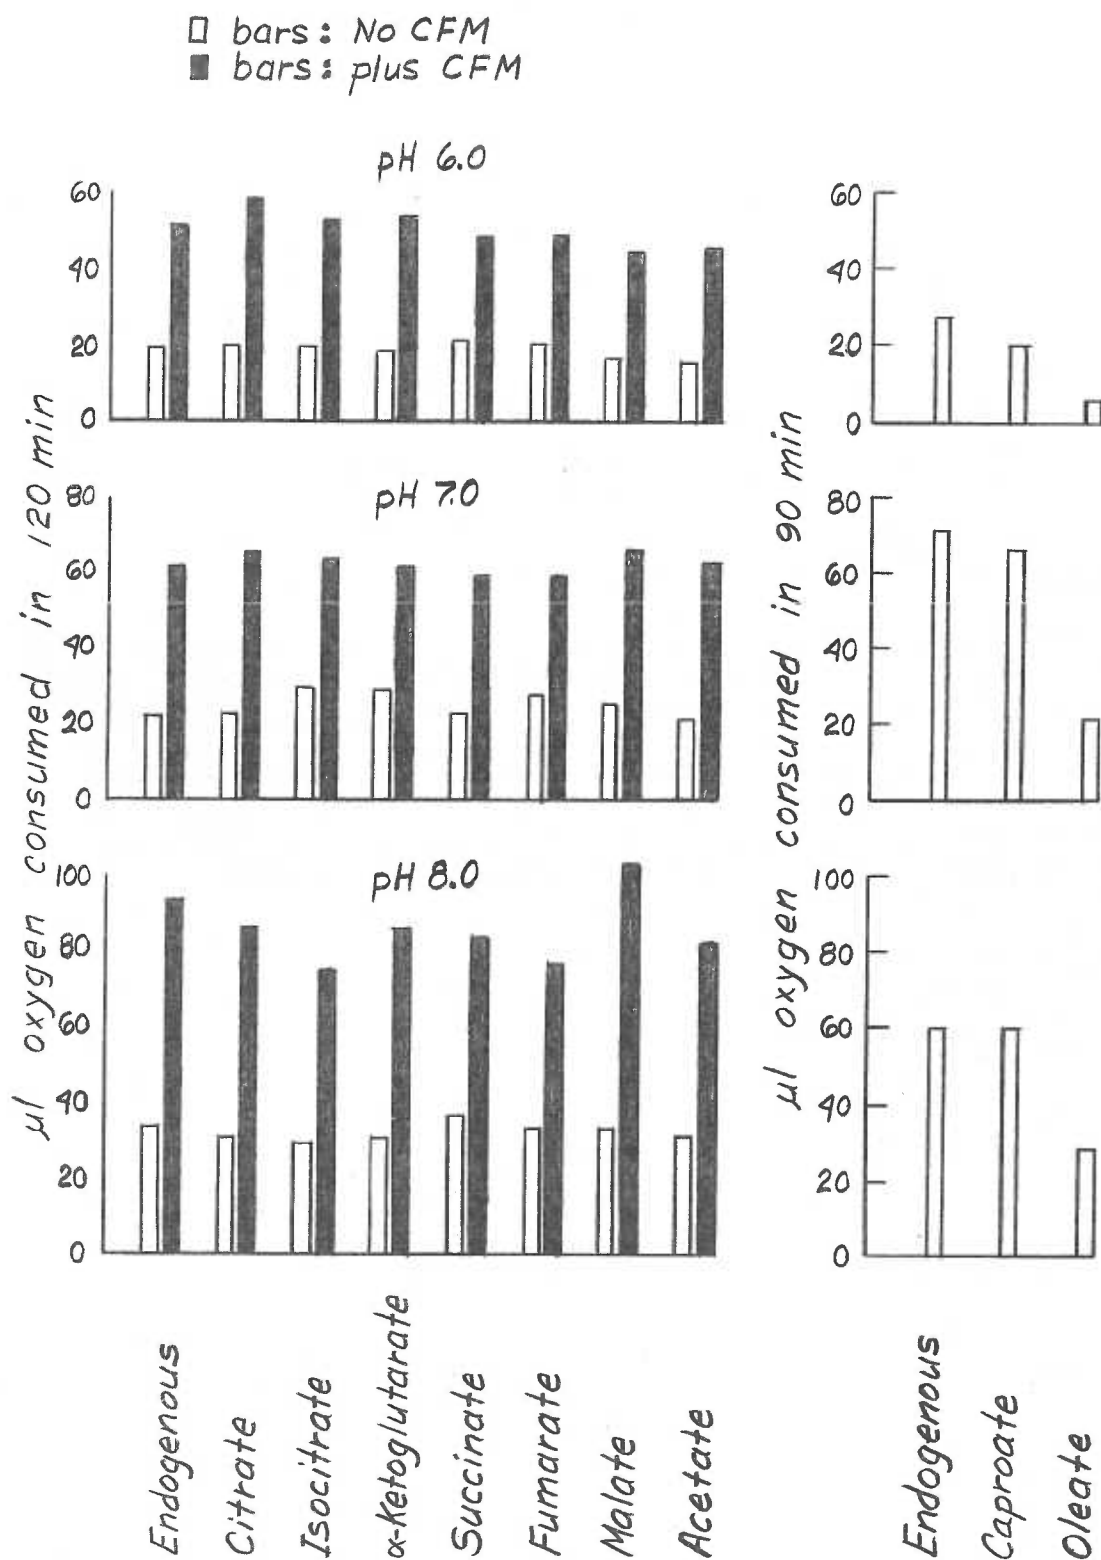 ▯ bars: No CFM
▮ bars: plus CFM
pH 6.0
60
40
20
0
60
40
20
0
pH 7.0
80
60
40
20
0
80
60
40
20
0
pH 8.0
100
80
60
40
20
0
100
80
60
40
20
0
µl oxygen consumed in 120 min
µl oxygen consumed in 90 min
Endogenous
Citrate
Isocitrate
α-Ketoglutarate
Succinate
Fumarate
Malate
Acetate
Endogenous
Caproate
Oleate